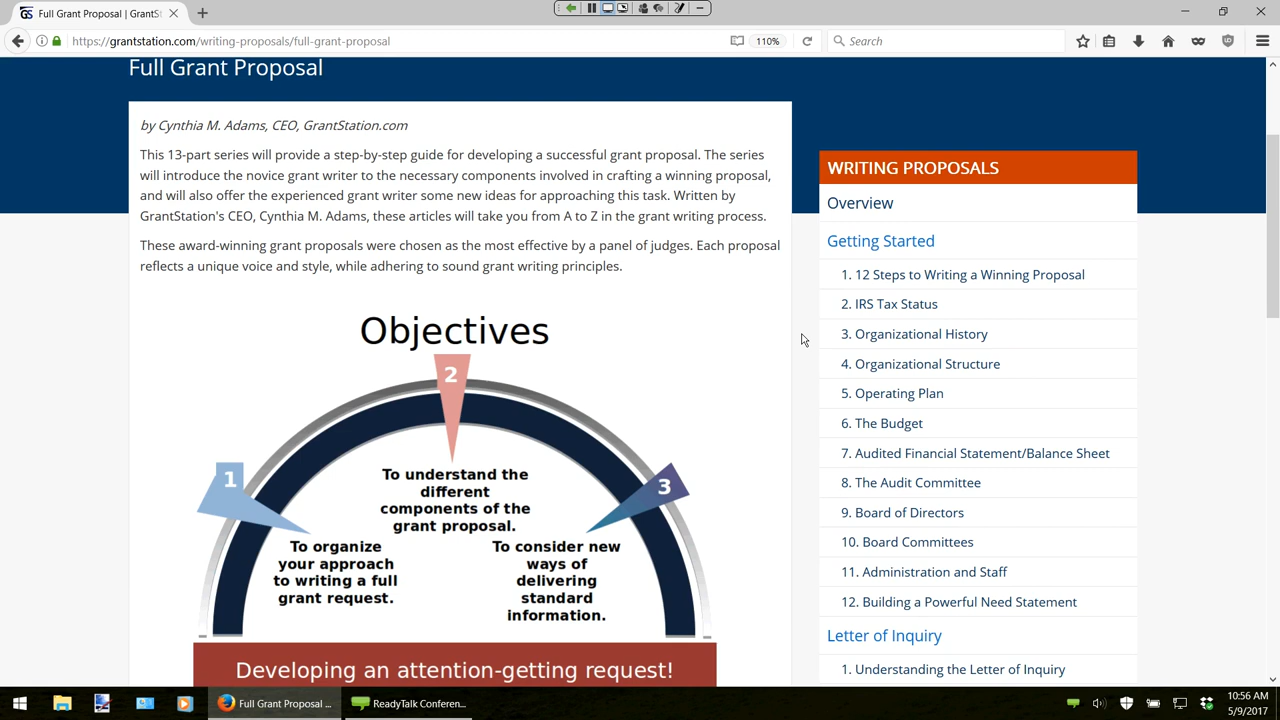 Full Grant Proposal | GrantSt
https://grantstation.com/writing-proposals/full-grant-proposal
110%
Search
Full Grant Proposal
by Cynthia M. Adams, CEO, GrantStation.com
This 13-part series will provide a step-by-step guide for developing a successful grant proposal. The series
will introduce the novice grant writer to the necessary components involved in crafting a winning proposal,
and will also offer the experienced grant writer some new ideas for approaching this task. Written by
GrantStation's CEO, Cynthia M. Adams, these articles will take you from A to Z in the grant writing process.
These award-winning grant proposals were chosen as the most effective by a panel of judges. Each proposal
reflects a unique voice and style, while adhering to sound grant writing principles.
Objectives
1
To organize
your approach
to writing a full
grant request.
2
To understand the
different
components of the
grant proposal.
3
To consider new
ways of
delivering
standard
information.
Developing an attention-getting request!
WRITING PROPOSALS
Overview
Getting Started
1. 12 Steps to Writing a Winning Proposal
2. IRS Tax Status
3. Organizational History
4. Organizational Structure
5. Operating Plan
6. The Budget
7. Audited Financial Statement/Balance Sheet
8. The Audit Committee
9. Board of Directors
10. Board Committees
11. Administration and Staff
12. Building a Powerful Need Statement
Letter of Inquiry
1. Understanding the Letter of Inquiry
Full Grant Proposal ...
ReadyTalk Conferen...
10:56 AM
5/9/2017